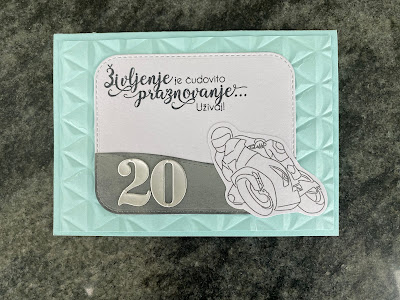 Življenje je čudovito
praznovanje...
Uživaj!
20